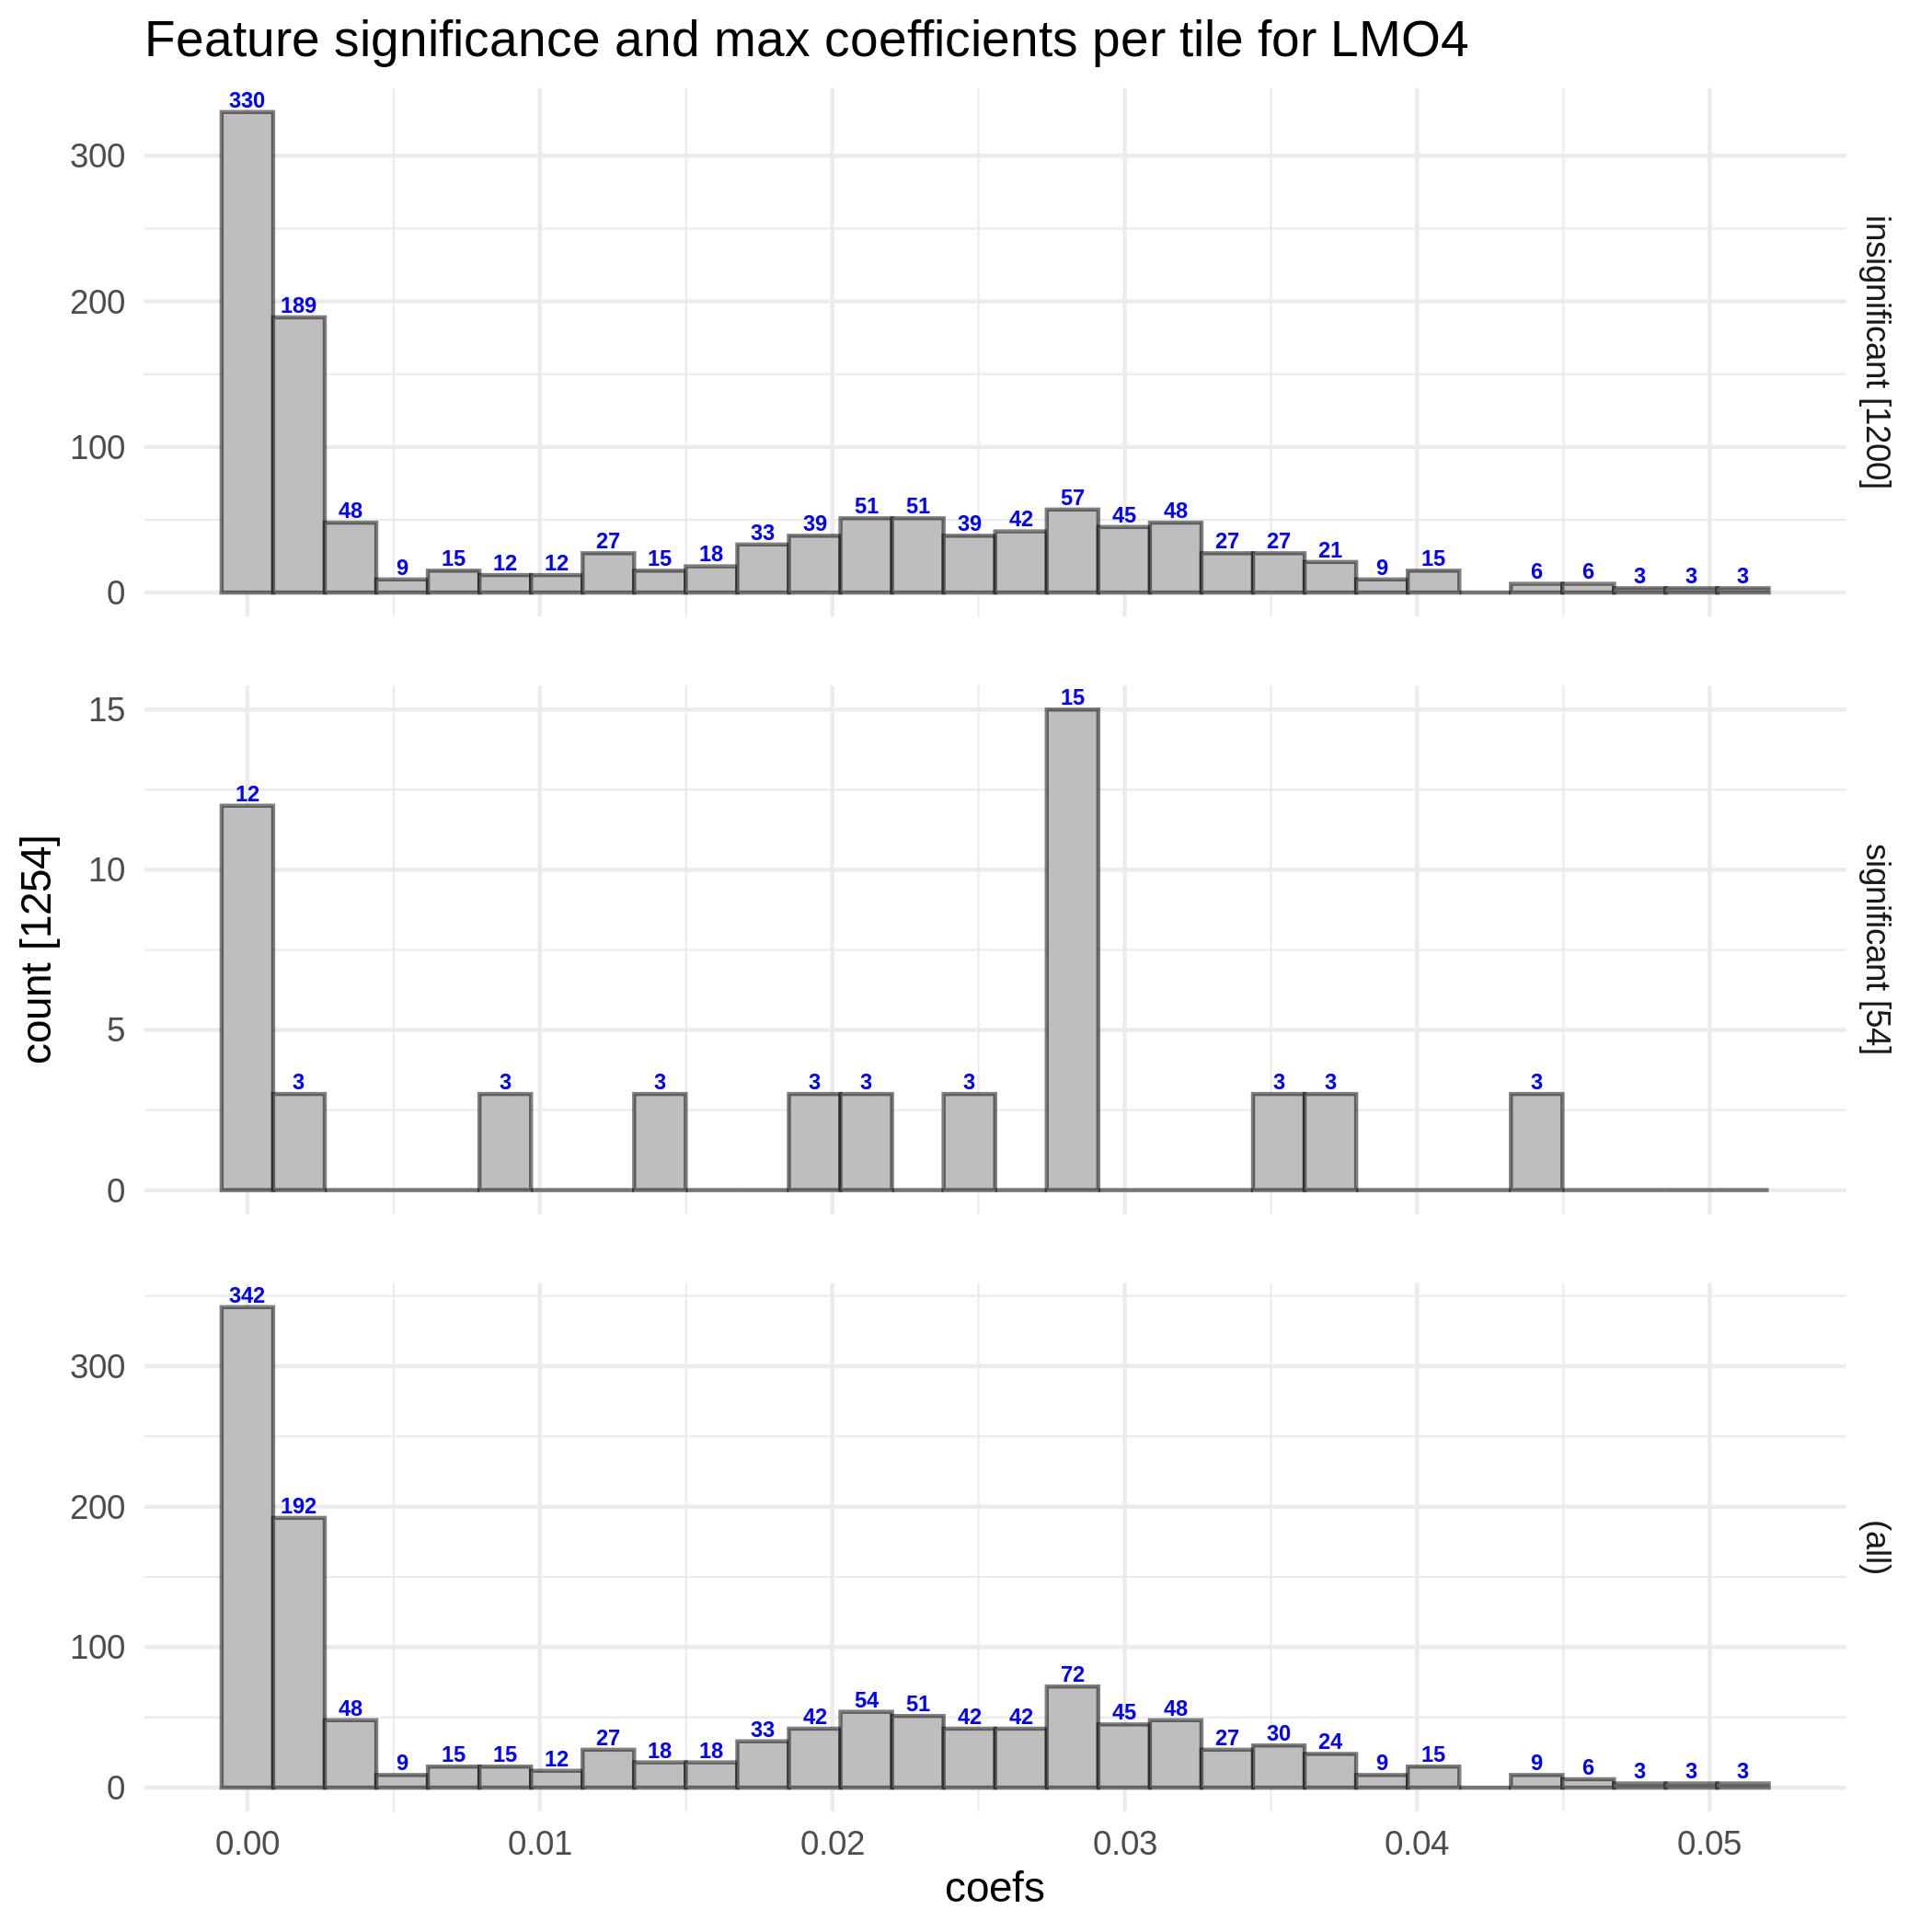 Feature significance and max coefficients per tile for LMO4
330
300
189
200
insignificant [1200]
100
48 9 15 12 12 27 15 18 33 39 51 51 39 42 57 45 48 27 27 21 9 15 6 6 3 3 3
0
15
15
12
10
count [1254]
significant [54]
5
3 3 3 3 3 3 3 3 3
0
342
300
192
200
(all)
100
48 9 15 15 12 27 18 18 33 42 54 51 42 42 72 45 48 27 30 24 9 15 9 6 3 3 3
0
0.00 0.01 0.02 0.03 0.04 0.05
coefs